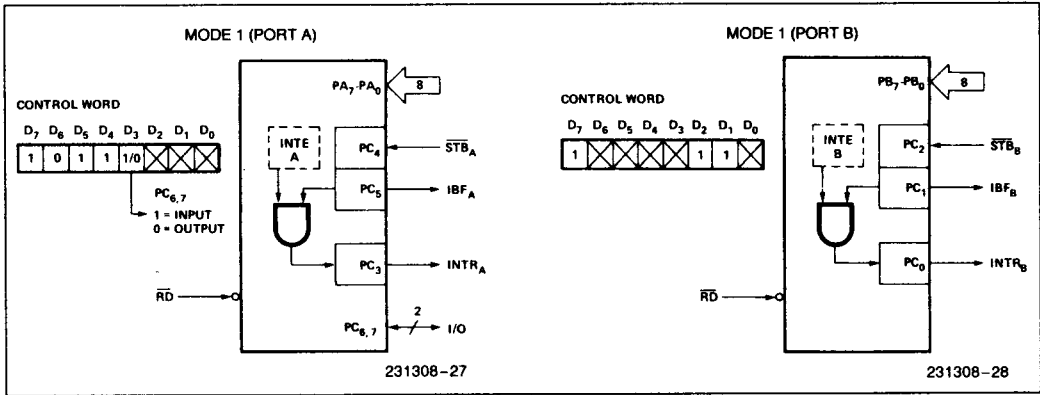 MODE 1 (PORT A)
PA7-PA0
8
CONTROL WORD
D7 D6 D5 D4 D3 D2 D1 D0
1 0 1 1 1/0
PC6,7
1 = INPUT
0 = OUTPUT
INTE
A
PC4
STBA
PC5
IBFA
PC3
INTRA
RD
PC6,7
2
I/O
231308-27
MODE 1 (PORT B)
PB7-PB0
8
CONTROL WORD
D7 D6 D5 D4 D3 D2 D1 D0
1 1 1
INTE
B
PC2
STBB
PC1
IBFB
PC0
INTRB
RD
231308-28